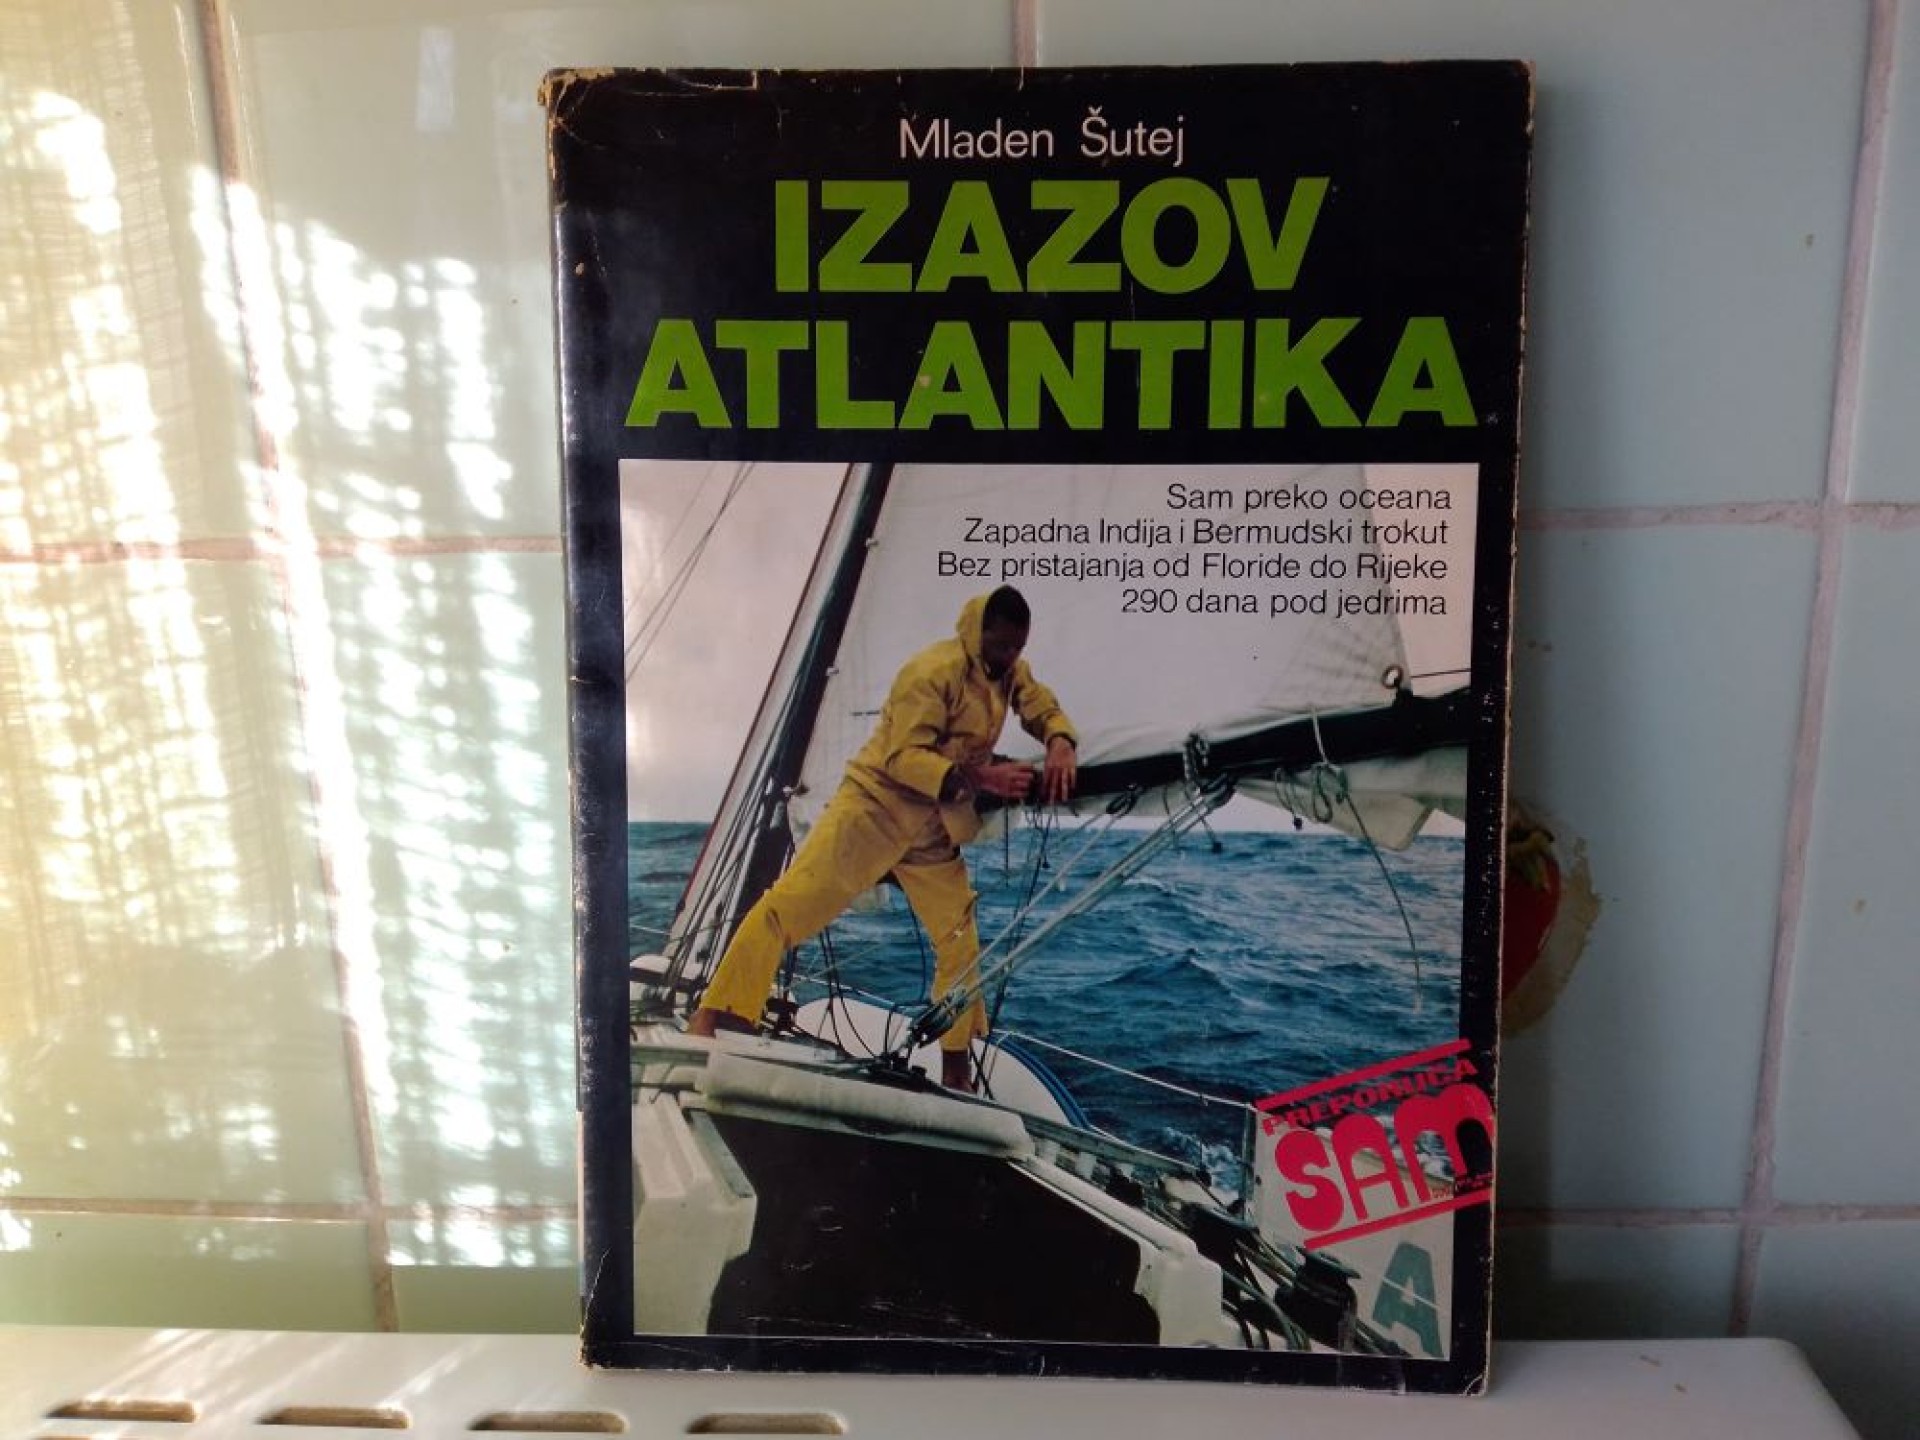 Mladen Šutej
IZAZOV
ATLANTIKA
Sam preko oceana
Zapadna Indija i Bermudski trokut
Bez pristajanja od Floride do Rijeke
290 dana pod jedrima
PREPORUČA
SAM
A